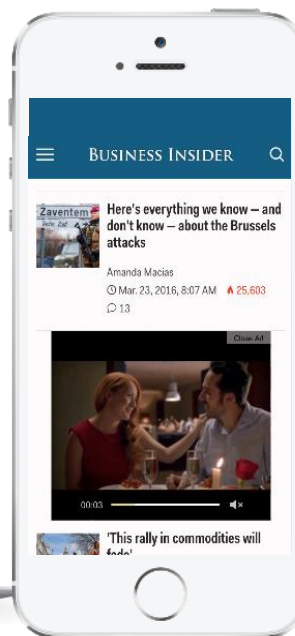 BUSINESS INSIDER
Zaventem
Here's everything we know – and
don't know – about the Brussels
attacks
Amanda Macias
Mar. 23, 2016, 8:07 AM 25,603
13
Close Ad
00:03
'This rally in commodities will
fade'